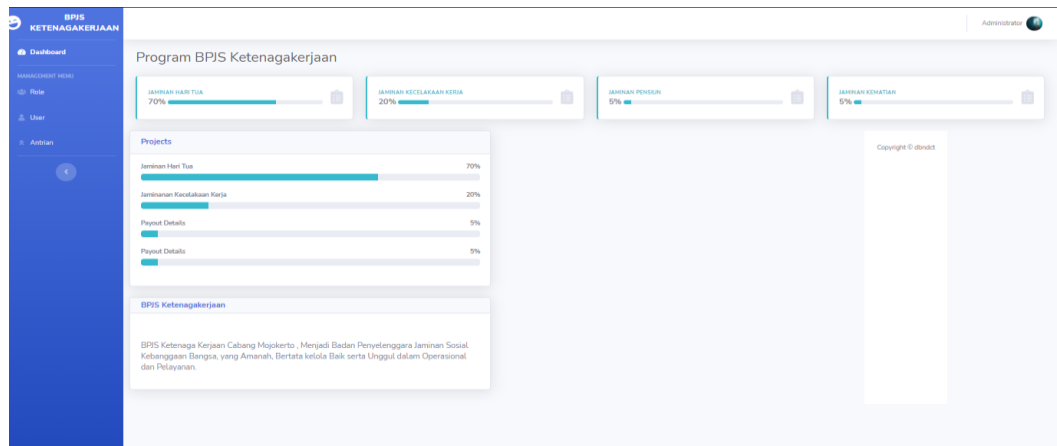 BPJS
KETENAGAKERJAAN
Administrator
Dashboard
MANAGEMENT MENU
Role
User
Antrian
Program BPJS Ketenagakerjaan
JAMINAN HARI TUA
70%
JAMINAN KECELAKAAN KERJA
20%
JAMINAN PENSIUN
5%
JAMINAN KEMATIAN
5%
Projects
Jaminan Hari Tua 70%
Jaminanan Kecelakaan Kerja 20%
Payout Details 5%
Payout Details 5%
BPJS Ketenagakerjaan
BPJS Ketenaga Kerjaan Cabang Mojokerto , Menjadi Badan Penyelenggara Jaminan Sosial
Kebanggaan Bangsa, yang Amanah, Bertata kelola Baik serta Unggul dalam Operasional
dan Pelayanan.
Copyright © dbndct